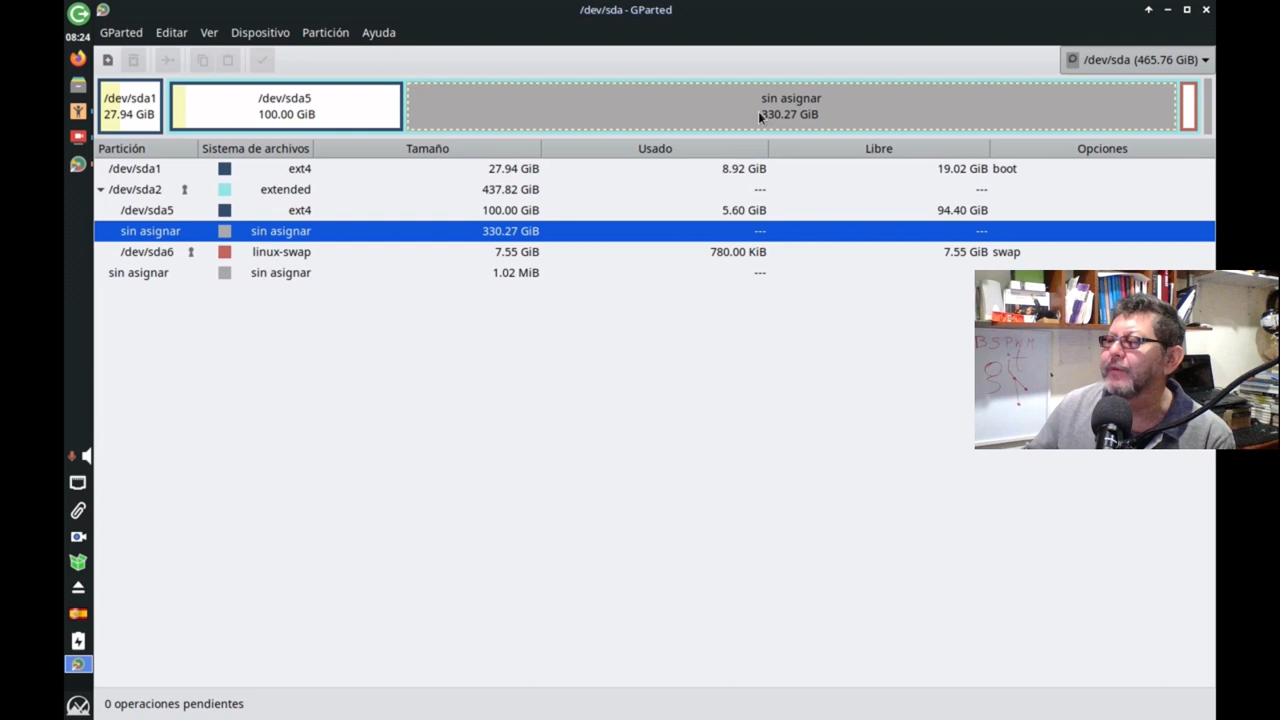 /dev/sda - GParted
08:24
GParted Editar Ver Dispositivo Partición Ayuda
/dev/sda (465.76 GiB)
/dev/sda1
27.94 GiB
/dev/sda5
100.00 GiB
sin asignar
330.27 GiB
Partición Sistema de archivos Tamaño Usado Libre Opciones
/dev/sda1 ext4 27.94 GiB 8.92 GiB 19.02 GiB boot
/dev/sda2 extended 437.82 GiB --- ---
/dev/sda5 ext4 100.00 GiB 5.60 GiB 94.40 GiB
sin asignar sin asignar 330.27 GiB --- ---
/dev/sda6 linux-swap 7.55 GiB 780.00 KiB 7.55 GiB swap
sin asignar sin asignar 1.02 MiB ---
BSPWM
git
0 operaciones pendientes